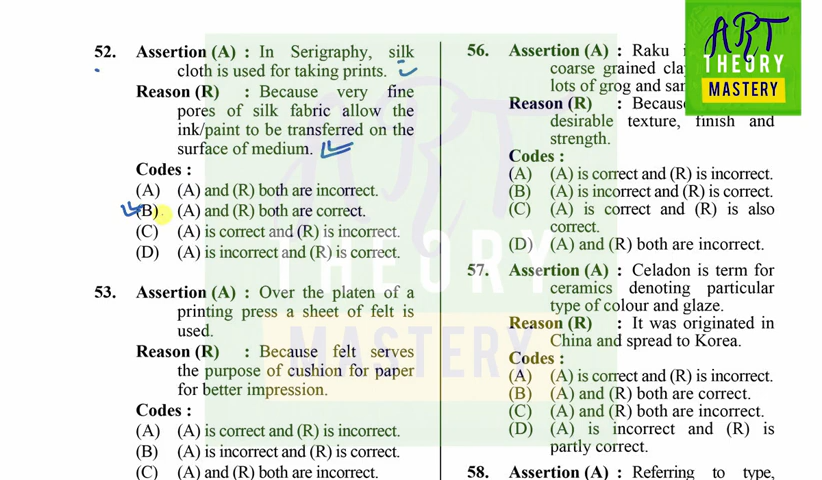 52. Assertion (A) : In Serigraphy, silk
cloth is used for taking prints.
Reason (R) : Because very fine
pores of silk fabric allow the
ink/paint to be transferred on the
surface of medium.
Codes :
(A) (A) and (R) both are incorrect.
(B) (A) and (R) both are correct.
(C) (A) is correct and (R) is incorrect.
(D) (A) is incorrect and (R) is correct.
53. Assertion (A) : Over the platen of a
printing press a sheet of felt is
used.
Reason (R) : Because felt serves
the purpose of cushion for paper
for better impression.
Codes :
(A) (A) is correct and (R) is incorrect.
(B) (A) is incorrect and (R) is correct.
(C) (A) and (R) both are incorrect.
56. Assertion (A) : Raku
coarse grained
lots of grog and
Reason (R) : Because
desirable texture, finish and
strength.
Codes :
(A) (A) is correct and (R) is incorrect.
(B) (A) is incorrect and (R) is correct.
(C) (A) is correct and (R) is also
correct.
(D) (A) and (R) both are incorrect.
57. Assertion (A) : Celadon is term for
ceramics denoting particular
type of colour and glaze.
Reason (R) : It was originated in
China and spread to Korea.
Codes :
(A) (A) is correct and (R) is incorrect.
(B) (A) and (R) both are correct.
(C) (A) and (R) both are incorrect.
(D) (A) is incorrect and (R) is
partly correct.
58. Assertion (A) : Referring to type,
ART
THEORY
MASTERY
ART
THEORY
MASTERY